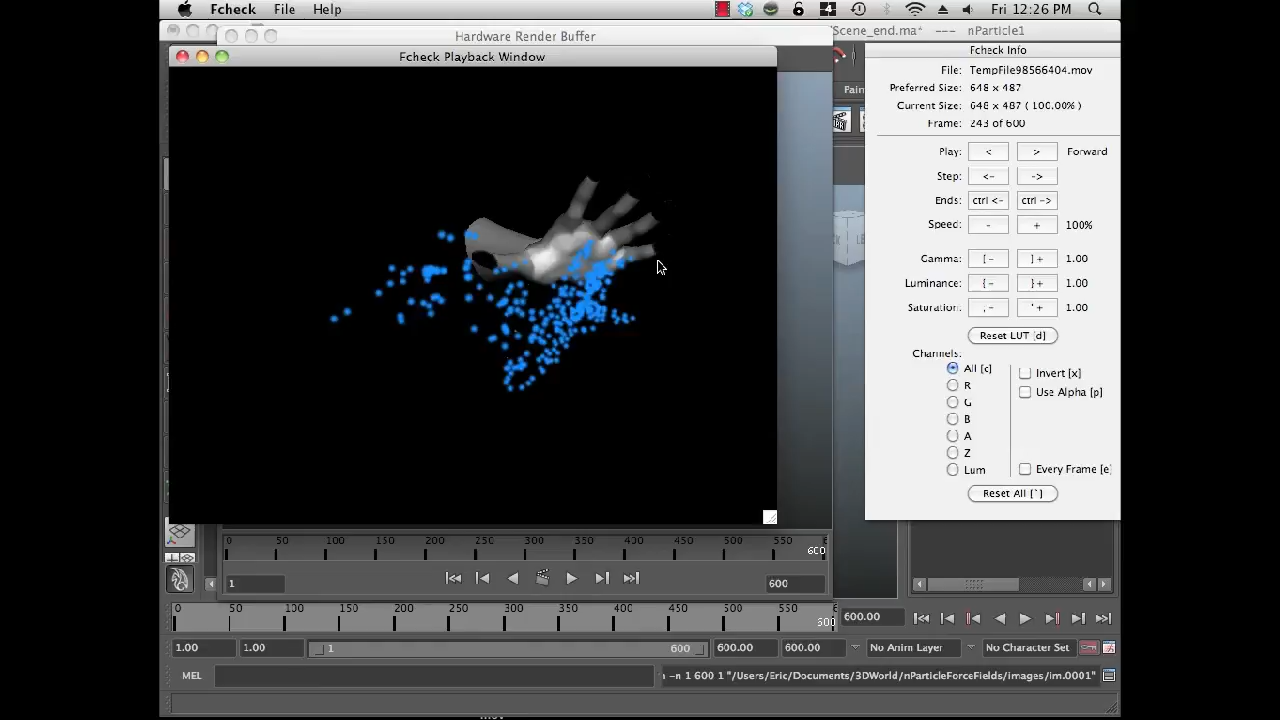 Fcheck File Help Fri 12:26 PM
Hardware Render Buffer
Scene_end.ma* --- nParticle1
Fcheck Playback Window
Fcheck Info
File: TempFile98566404.mov
Preferred Size: 648 x 487
Pain
Current Size: 648 x 487 ( 100.00% )
Frame: 243 of 600
Play: < > Forward
Step: <- ->
Ends: ctrl <- ctrl ->
Speed: - + 100%
Gamma: [ - ] + 1.00
Luminance: { - } + 1.00
Saturation: , - ' + 1.00
Reset LUT [d]
Channels:
All [c] Invert [x]
R Use Alpha [p]
G
B
A
Z
Lum Every Frame [e]
Reset All [`]
0 50 100 150 200 250 300 350 400 450 500 550 6
600
1 600
0 50 100 150 200 250 300 350 400 450 500 550 6
600 600.00
1.00 1.00 1 600 600.00 600.00 No Anim Layer No Character Set
MEL -n 1 600 1 "/Users/Eric/Documents/3DWorld/nParticleForceFields/images/im.0001"